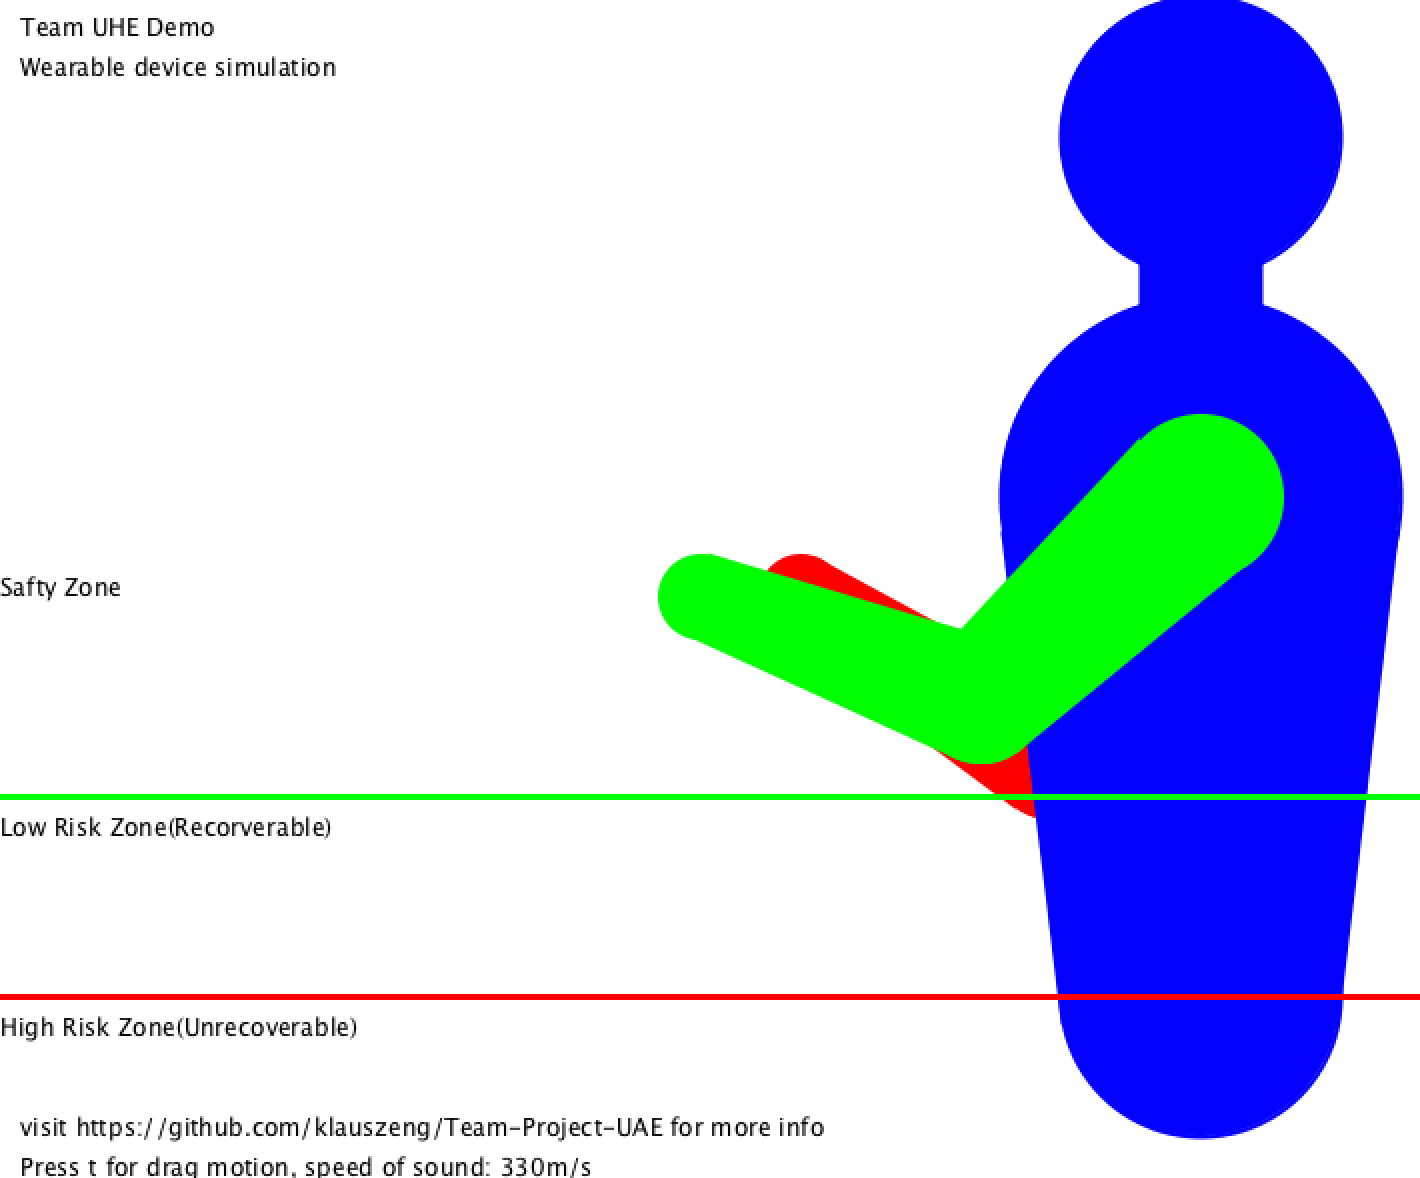 Team UHE Demo
Wearable device simulation
Safty Zone
Low Risk Zone(Recorverable)
High Risk Zone(Unrecoverable)
visit https://github.com/klauszeng/Team-Project-UAE for more info
Press t for drag motion, speed of sound: 330m/s